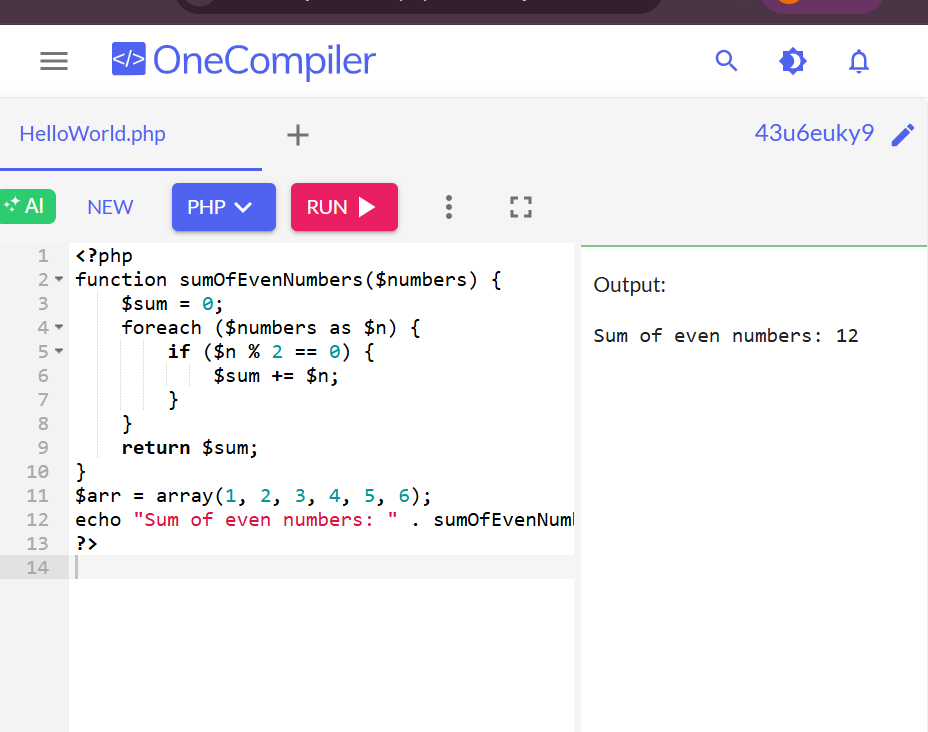 </> OneCompiler
HelloWorld.php
43u6euky9
AI NEW PHP RUN
1 <?php
2 function sumOfEvenNumbers($numbers) {
3     $sum = 0;
4     foreach ($numbers as $n) {
5         if ($n % 2 == 0) {
6             $sum += $n;
7         }
8     }
9     return $sum;
10 }
11 $arr = array(1, 2, 3, 4, 5, 6);
12 echo "Sum of even numbers: " . sumOfEvenNum
13 ?>
14
Output:
Sum of even numbers: 12